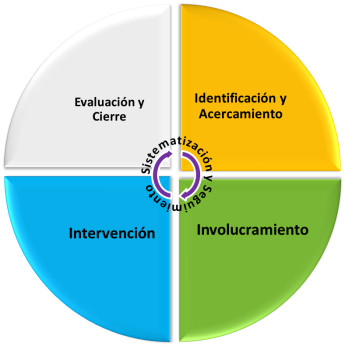 Evaluación y
Cierre
Identificación y
Acercamiento
Sistematización y Seguimiento
Intervención
Involucramiento